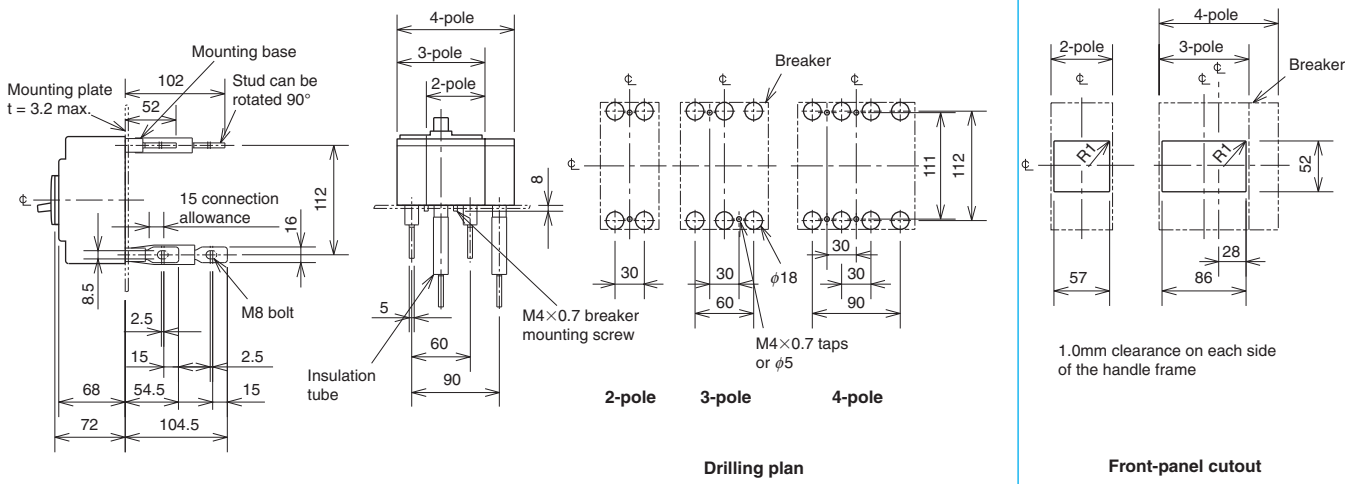 Mounting base
Mounting plate
t = 3.2 max.
102
52
Stud can be
rotated 90°
℄
15 connection
allowance
112
16
8.5
M8 bolt
2.5
15
2.5
68
54.5
15
72
104.5
4-pole
3-pole
2-pole
8
5
M4×0.7 breaker
mounting screw
60
Insulation
tube
90
Breaker
℄
℄
℄
℄
111
112
30
30
60
φ18
30
30
90
M4×0.7 taps
or φ5
2-pole
3-pole
4-pole
Drilling plan
4-pole
2-pole
3-pole
℄
℄
℄
Breaker
℄
R1
R1
52
28
57
86
1.0mm clearance on each side
of the handle frame
Front-panel cutout